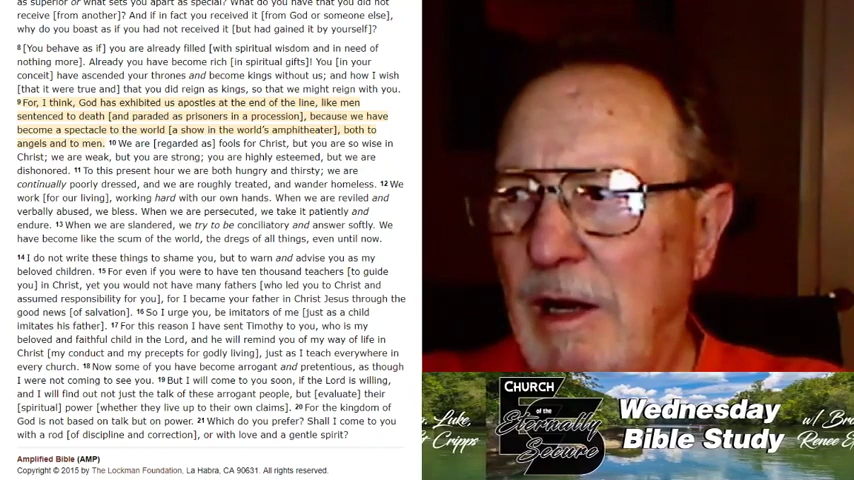 as superior or what sets you apart as special? What do you have that you did not
receive [from another]? And if in fact you received it [from God or someone else],
why do you boast as if you had not received it [but had gained it by yourself]?
8 [You behave as if] you are already filled [with spiritual wisdom and in need of
nothing more]. Already you have become rich [in spiritual gifts]! You [in your
conceit] have ascended your thrones and become kings without us; and how I wish
[that it were true and] that you did reign as kings, so that we might reign with you.
9 For, I think, God has exhibited us apostles at the end of the line, like men
sentenced to death [and paraded as prisoners in a procession], because we have
become a spectacle to the world [a show in the world's amphitheater], both to
angels and to men. 10 We are [regarded as] fools for Christ, but you are so wise in
Christ; we are weak, but you are strong; you are highly esteemed, but we are
dishonored. 11 To this present hour we are both hungry and thirsty; we are
continually poorly dressed, and we are roughly treated, and wander homeless. 12 We
work [for our living], working hard with our own hands. When we are reviled and
verbally abused, we bless. When we are persecuted, we take it patiently and
endure. 13 When we are slandered, we try to be conciliatory and answer softly. We
have become like the scum of the world, the dregs of all things, even until now.
14 I do not write these things to shame you, but to warn and advise you as my
beloved children. 15 For even if you were to have ten thousand teachers [to guide
you] in Christ, yet you would not have many fathers [who led you to Christ and
assumed responsibility for you], for I became your father in Christ Jesus through the
good news [of salvation]. 16 So I urge you, be imitators of me [just as a child
imitates his father]. 17 For this reason I have sent Timothy to you, who is my
beloved and faithful child in the Lord, and he will remind you of my way of life in
Christ [my conduct and my precepts for godly living], just as I teach everywhere in
every church. 18 Now some of you have become arrogant and pretentious, as though
I were not coming to see you. 19 But I will come to you soon, if the Lord is willing,
and I will find out not just the talk of these arrogant people, but [evaluate] their
[spiritual] power [whether they live up to their own claims]. 20 For the kingdom of
God is not based on talk but on power. 21 Which do you prefer? Shall I come to you
with a rod [of discipline and correction], or with love and a gentle spirit?
Amplified Bible (AMP)
Copyright © 2015 by The Lockman Foundation, La Habra, CA 90631. All rights reserved.
Luke,
Cripps
CHURCH
of the
Eternally
Secure
Wednesday
Bible Study
w/ Br
Renee